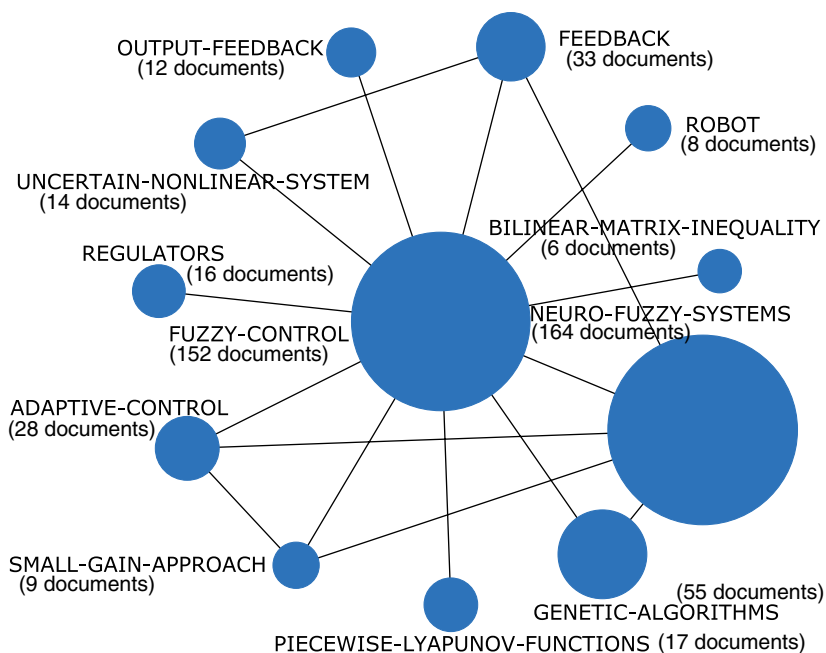 OUTPUT-FEEDBACK
(12 documents)
FEEDBACK
(33 documents)
ROBOT
(8 documents)
UNCERTAIN-NONLINEAR-SYSTEM
(14 documents)
BILINEAR-MATRIX-INEQUALITY
(6 documents)
REGULATORS
(16 documents)
NEURO-FUZZY-SYSTEMS
(164 documents)
FUZZY-CONTROL
(152 documents)
ADAPTIVE-CONTROL
(28 documents)
SMALL-GAIN-APPROACH
(9 documents)
(55 documents)
GENETIC-ALGORITHMS
PIECEWISE-LYAPUNOV-FUNCTIONS (17 documents)